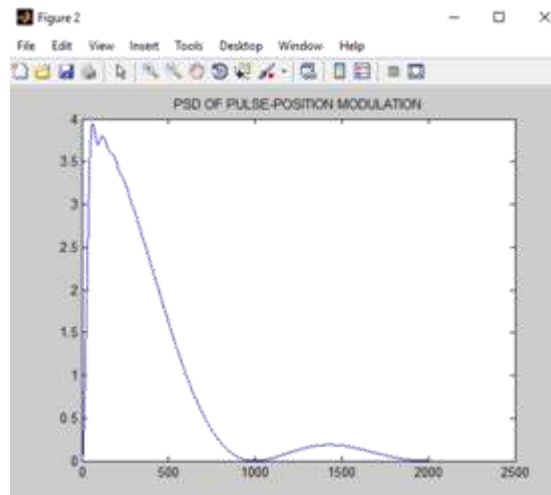 Figure 2
File Edit View Insert Tools Desktop Window Help
PSD OF PULSE-POSITION MODULATION
4
3.5
3
2.5
2
1.5
1
0.5
0
0 500 1000 1500 2000 2500